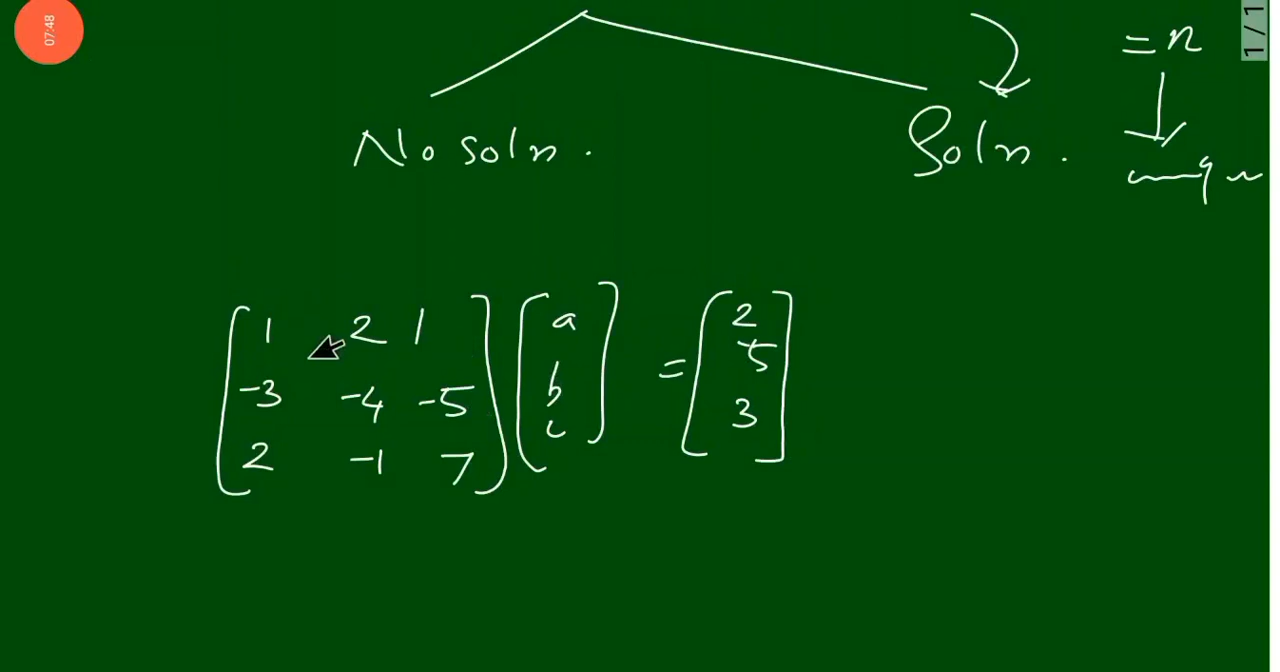 07:48
1/1
= n
No soln.
Soln.
[1 2 1] [a] = [2]
[-3 -4 -5] [b] [5]
[2 -1 7] [c] [3]